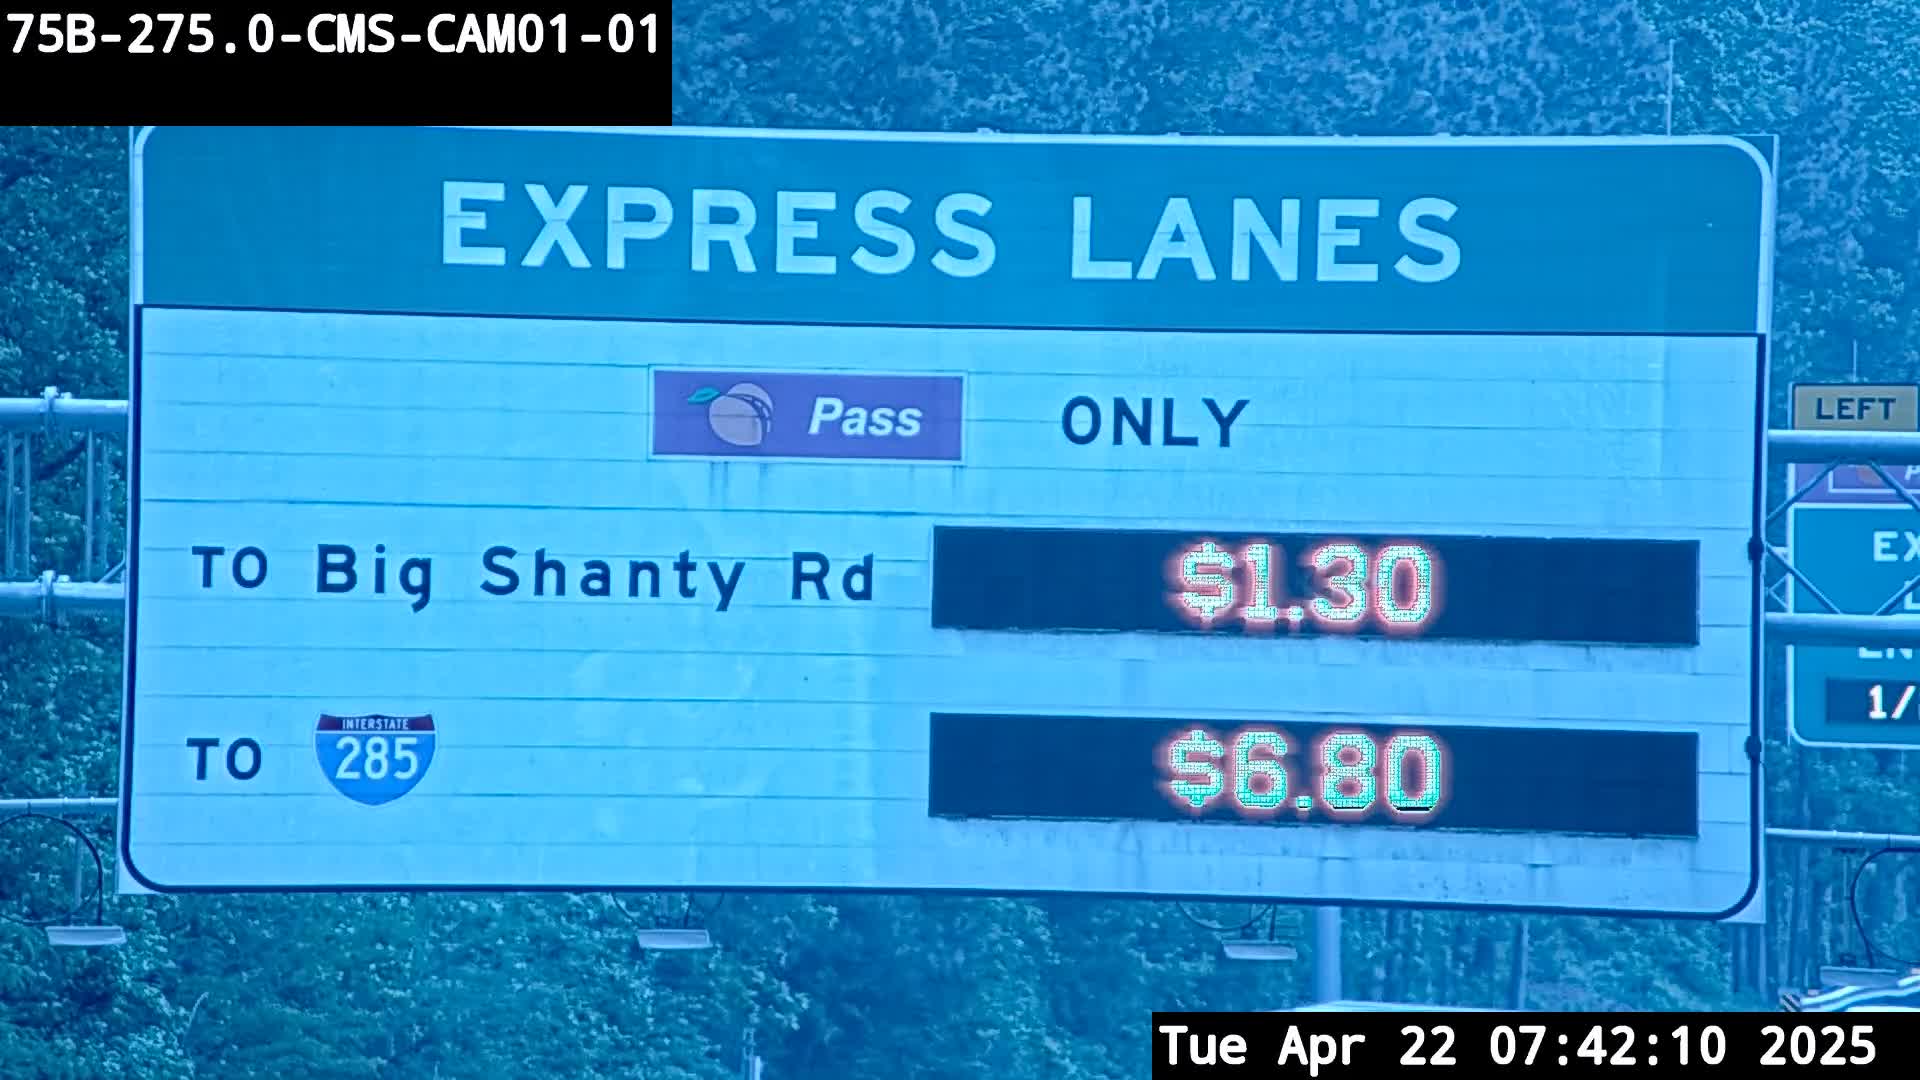 75B-275.0-CMS-CAM01-01
EXPRESS LANES
Pass ONLY
TO Big Shanty Rd $1.30
TO INTERSTATE 285 $6.80
LEFT
Tue Apr 22 07:42:10 2025